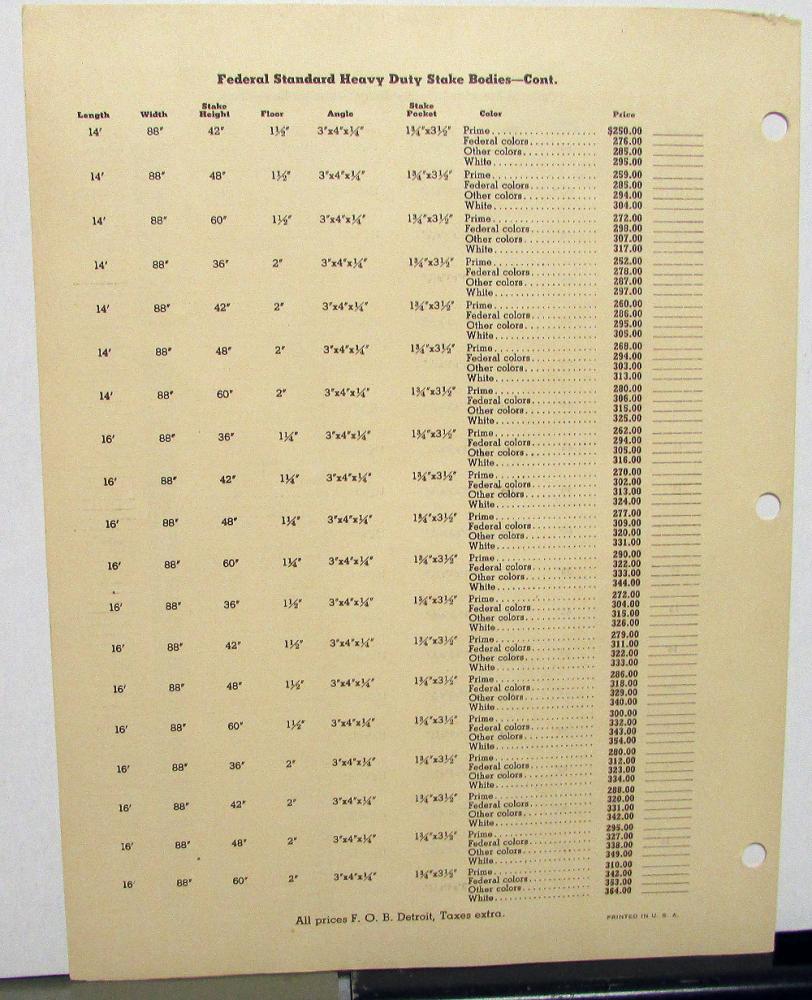 Federal Standard Heavy Duty Stake Bodies—Cont.
Length Width Stake Height Floor Angle Stake Pocket Color Price
14' 88" 42" 1½" 3"x4"x¼" 1¾"x3½" Prime $250.00
Federal colors 276.00
Other colors 285.00
White 295.00
14' 88" 48" 1½" 3"x4"x¼" 1¾"x3½" Prime 259.00
Federal colors 285.00
Other colors 294.00
White 304.00
14' 88" 60" 1½" 3"x4"x¼" 1¾"x3½" Prime 272.00
Federal colors 298.00
Other colors 307.00
White 317.00
14' 88" 36" 2" 3"x4"x¼" 1¾"x3½" Prime 252.00
Federal colors 278.00
Other colors 287.00
White 297.00
14' 88" 42" 2" 3"x4"x¼" 1¾"x3½" Prime 260.00
Federal colors 286.00
Other colors 295.00
White 305.00
14' 88" 48" 2" 3"x4"x¼" 1¾"x3½" Prime 268.00
Federal colors 294.00
Other colors 303.00
White 313.00
14' 88" 60" 2" 3"x4"x¼" 1¾"x3½" Prime 280.00
Federal colors 306.00
Other colors 315.00
White 325.00
16' 88" 36" 1¼" 3"x4"x¼" 1¾"x3½" Prime 262.00
Federal colors 294.00
Other colors 305.00
White 316.00
16' 88" 42" 1¼" 3"x4"x¼" 1¾"x3½" Prime 270.00
Federal colors 302.00
Other colors 313.00
White 324.00
16' 88" 48" 1¼" 3"x4"x¼" 1¾"x3½" Prime 277.00
Federal colors 309.00
Other colors 320.00
White 331.00
16' 88" 60" 1¼" 3"x4"x¼" 1¾"x3½" Prime 290.00
Federal colors 322.00
Other colors 333.00
White 344.00
16' 88" 36" 1½" 3"x4"x¼" 1¾"x3½" Prime 272.00
Federal colors 304.00
Other colors 315.00
White 326.00
16' 88" 42" 1½" 3"x4"x¼" 1¾"x3½" Prime 279.00
Federal colors 311.00
Other colors 322.00
White 333.00
16' 88" 48" 1½" 3"x4"x¼" 1¾"x3½" Prime 286.00
Federal colors 318.00
Other colors 329.00
White 340.00
16' 88" 60" 1½" 3"x4"x¼" 1¾"x3½" Prime 300.00
Federal colors 332.00
Other colors 343.00
White 354.00
16' 88" 36" 2" 3"x4"x¼" 1¾"x3½" Prime 280.00
Federal colors 312.00
Other colors 323.00
White 334.00
16' 88" 42" 2" 3"x4"x¼" 1¾"x3½" Prime 288.00
Federal colors 320.00
Other colors 331.00
White 342.00
16' 88" 48" 2" 3"x4"x¼" 1¾"x3½" Prime 295.00
Federal colors 327.00
Other colors 338.00
White 349.00
16' 88" 60" 2" 3"x4"x¼" 1¾"x3½" Prime 310.00
Federal colors 342.00
Other colors 353.00
White 364.00
All prices F. O. B. Detroit, Taxes extra.
PRINTED IN U. S. A.